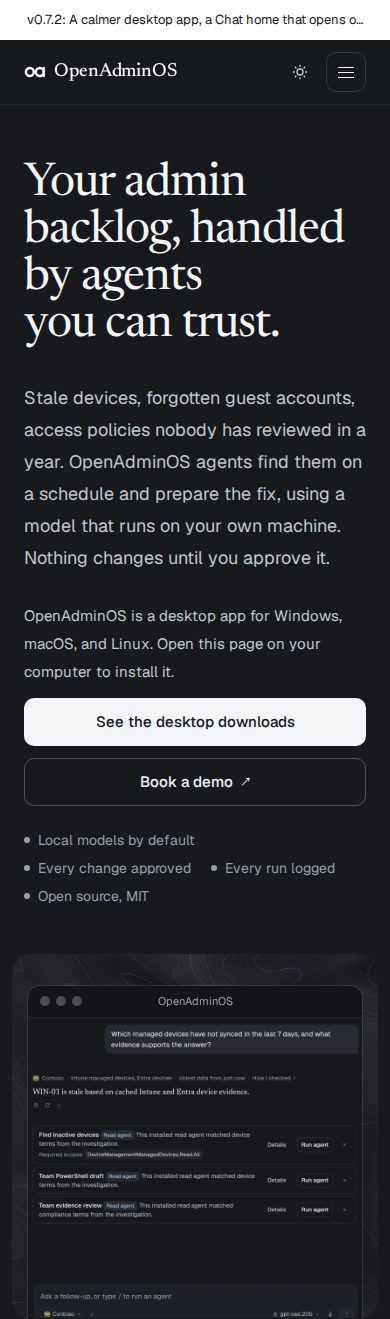 v0.7.2: A calmer desktop app, a Chat home that opens o...
oa OpenAdminOS
Your admin
backlog, handled
by agents
you can trust.
Stale devices, forgotten guest accounts,
access policies nobody has reviewed in a
year. OpenAdminOS agents find them on
a schedule and prepare the fix, using a
model that runs on your own machine.
Nothing changes until you approve it.
OpenAdminOS is a desktop app for Windows,
macOS, and Linux. Open this page on your
computer to install it.
See the desktop downloads
Book a demo ↗
Local models by default
Every change approved
Every run logged
Open source, MIT
OpenAdminOS
Which managed devices have not synced in the last 7 days, and what
evidence supports the answer?
Contoso · Intune managed devices, Entra devices · oldest data from just now · How I checked ›
WIN-01 is stale based on cached Intune and Entra device evidence.
Find inactive devices Read agent This installed read agent matched device
terms from the investigation.
Required scopes DeviceManagementManagedDevices.Read.All
Details Run agent ×
Team PowerShell draft Read agent This installed read agent matched device
terms from the investigation.
Details Run agent ×
Team evidence review Read agent This installed read agent matched
compliance terms from the investigation.
Details Run agent ×
Ask a follow-up, or type / to run an agent
Contoso / gpt-oss:20b